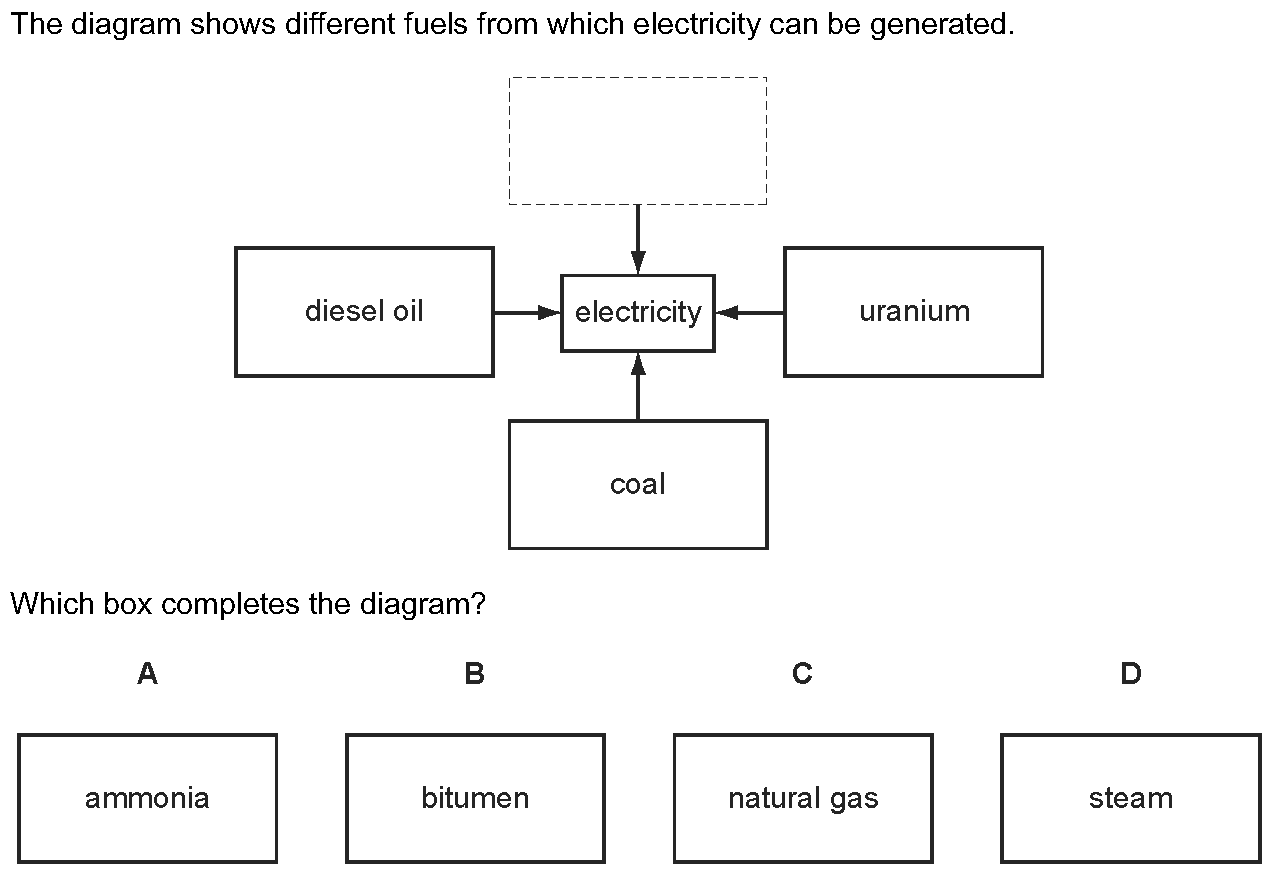 The diagram shows different fuels from which electricity can be generated.
diesel oil
electricity
uranium
coal
Which box completes the diagram?
A
B
C
D
ammonia
bitumen
natural gas
steam